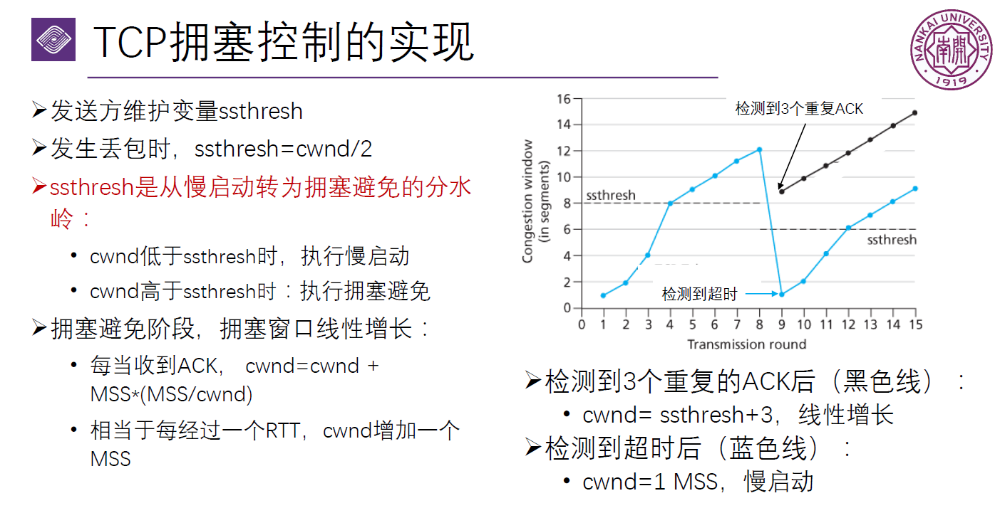 TCP拥塞控制的实现
NANKAI UNIVERSITY
南開
1919
➢发送方维护变量ssthresh
➢发生丢包时，ssthresh=cwnd/2
➢ssthresh是从慢启动转为拥塞避免的分水
岭：
• cwnd低于ssthresh时，执行慢启动
• cwnd高于ssthresh时：执行拥塞避免
➢拥塞避免阶段，拥塞窗口线性增长：
• 每当收到ACK， cwnd=cwnd +
MSS*(MSS/cwnd)
• 相当于每经过一个RTT，cwnd增加一个
MSS
Congestion window
(in segments)
16
14
12
10
8
6
4
2
0
检测到3个重复ACK
ssthresh
ssthresh
检测到超时
0 1 2 3 4 5 6 7 8 9 10 11 12 13 14 15
Transmission round
➢检测到3个重复的ACK后（黑色线）：
• cwnd= ssthresh+3，线性增长
➢检测到超时后（蓝色线）：
• cwnd=1 MSS，慢启动